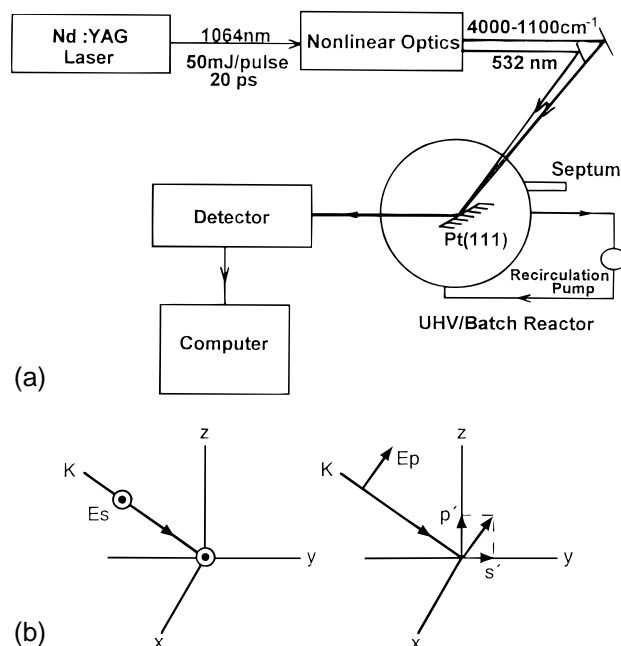 Nd :YAG
Laser
1064nm
50mJ/pulse
20 ps
Nonlinear Optics
4000-1100cm⁻¹
532 nm
Septum
Detector
Pt(111)
Recirculation
Pump
UHV/Batch Reactor
Computer
(a)
z
K
Es
y
x
z
K
Ep
p´
s´
y
x
(b)